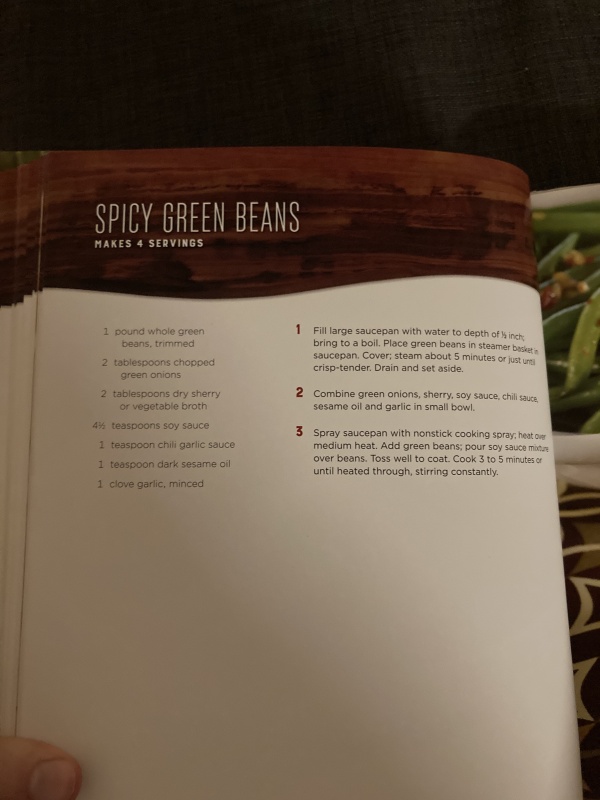 SPICY GREEN BEANS
MAKES 4 SERVINGS
1 pound whole green
beans, trimmed
2 tablespoons chopped
green onions
2 tablespoons dry sherry
or vegetable broth
4½ teaspoons soy sauce
1 teaspoon chili garlic sauce
1 teaspoon dark sesame oil
1 clove garlic, minced
1 Fill large saucepan with water to depth of ½ inch;
bring to a boil. Place green beans in steamer basket in
saucepan. Cover; steam about 5 minutes or just until
crisp-tender. Drain and set aside.
2 Combine green onions, sherry, soy sauce, chili sauce,
sesame oil and garlic in small bowl.
3 Spray saucepan with nonstick cooking spray; heat over
medium heat. Add green beans; pour soy sauce mixture
over beans. Toss well to coat. Cook 3 to 5 minutes or
until heated through, stirring constantly.